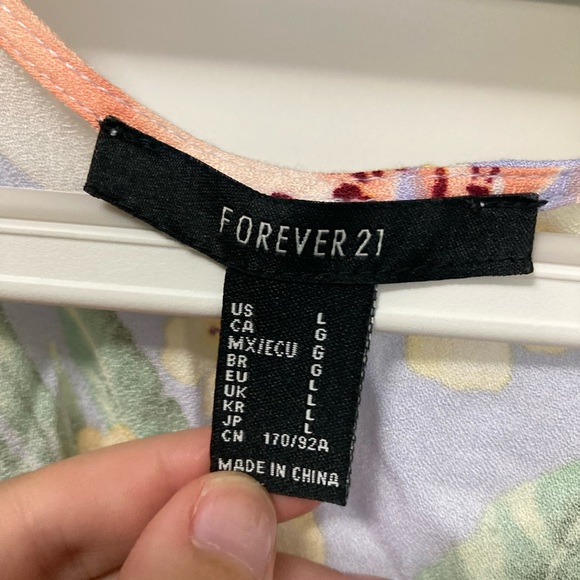 FOREVER 21
US L
CA G
MX/ECU G
BR G
EU L
UK L
KR L
JP L
CN 170/92A
MADE IN CHINA